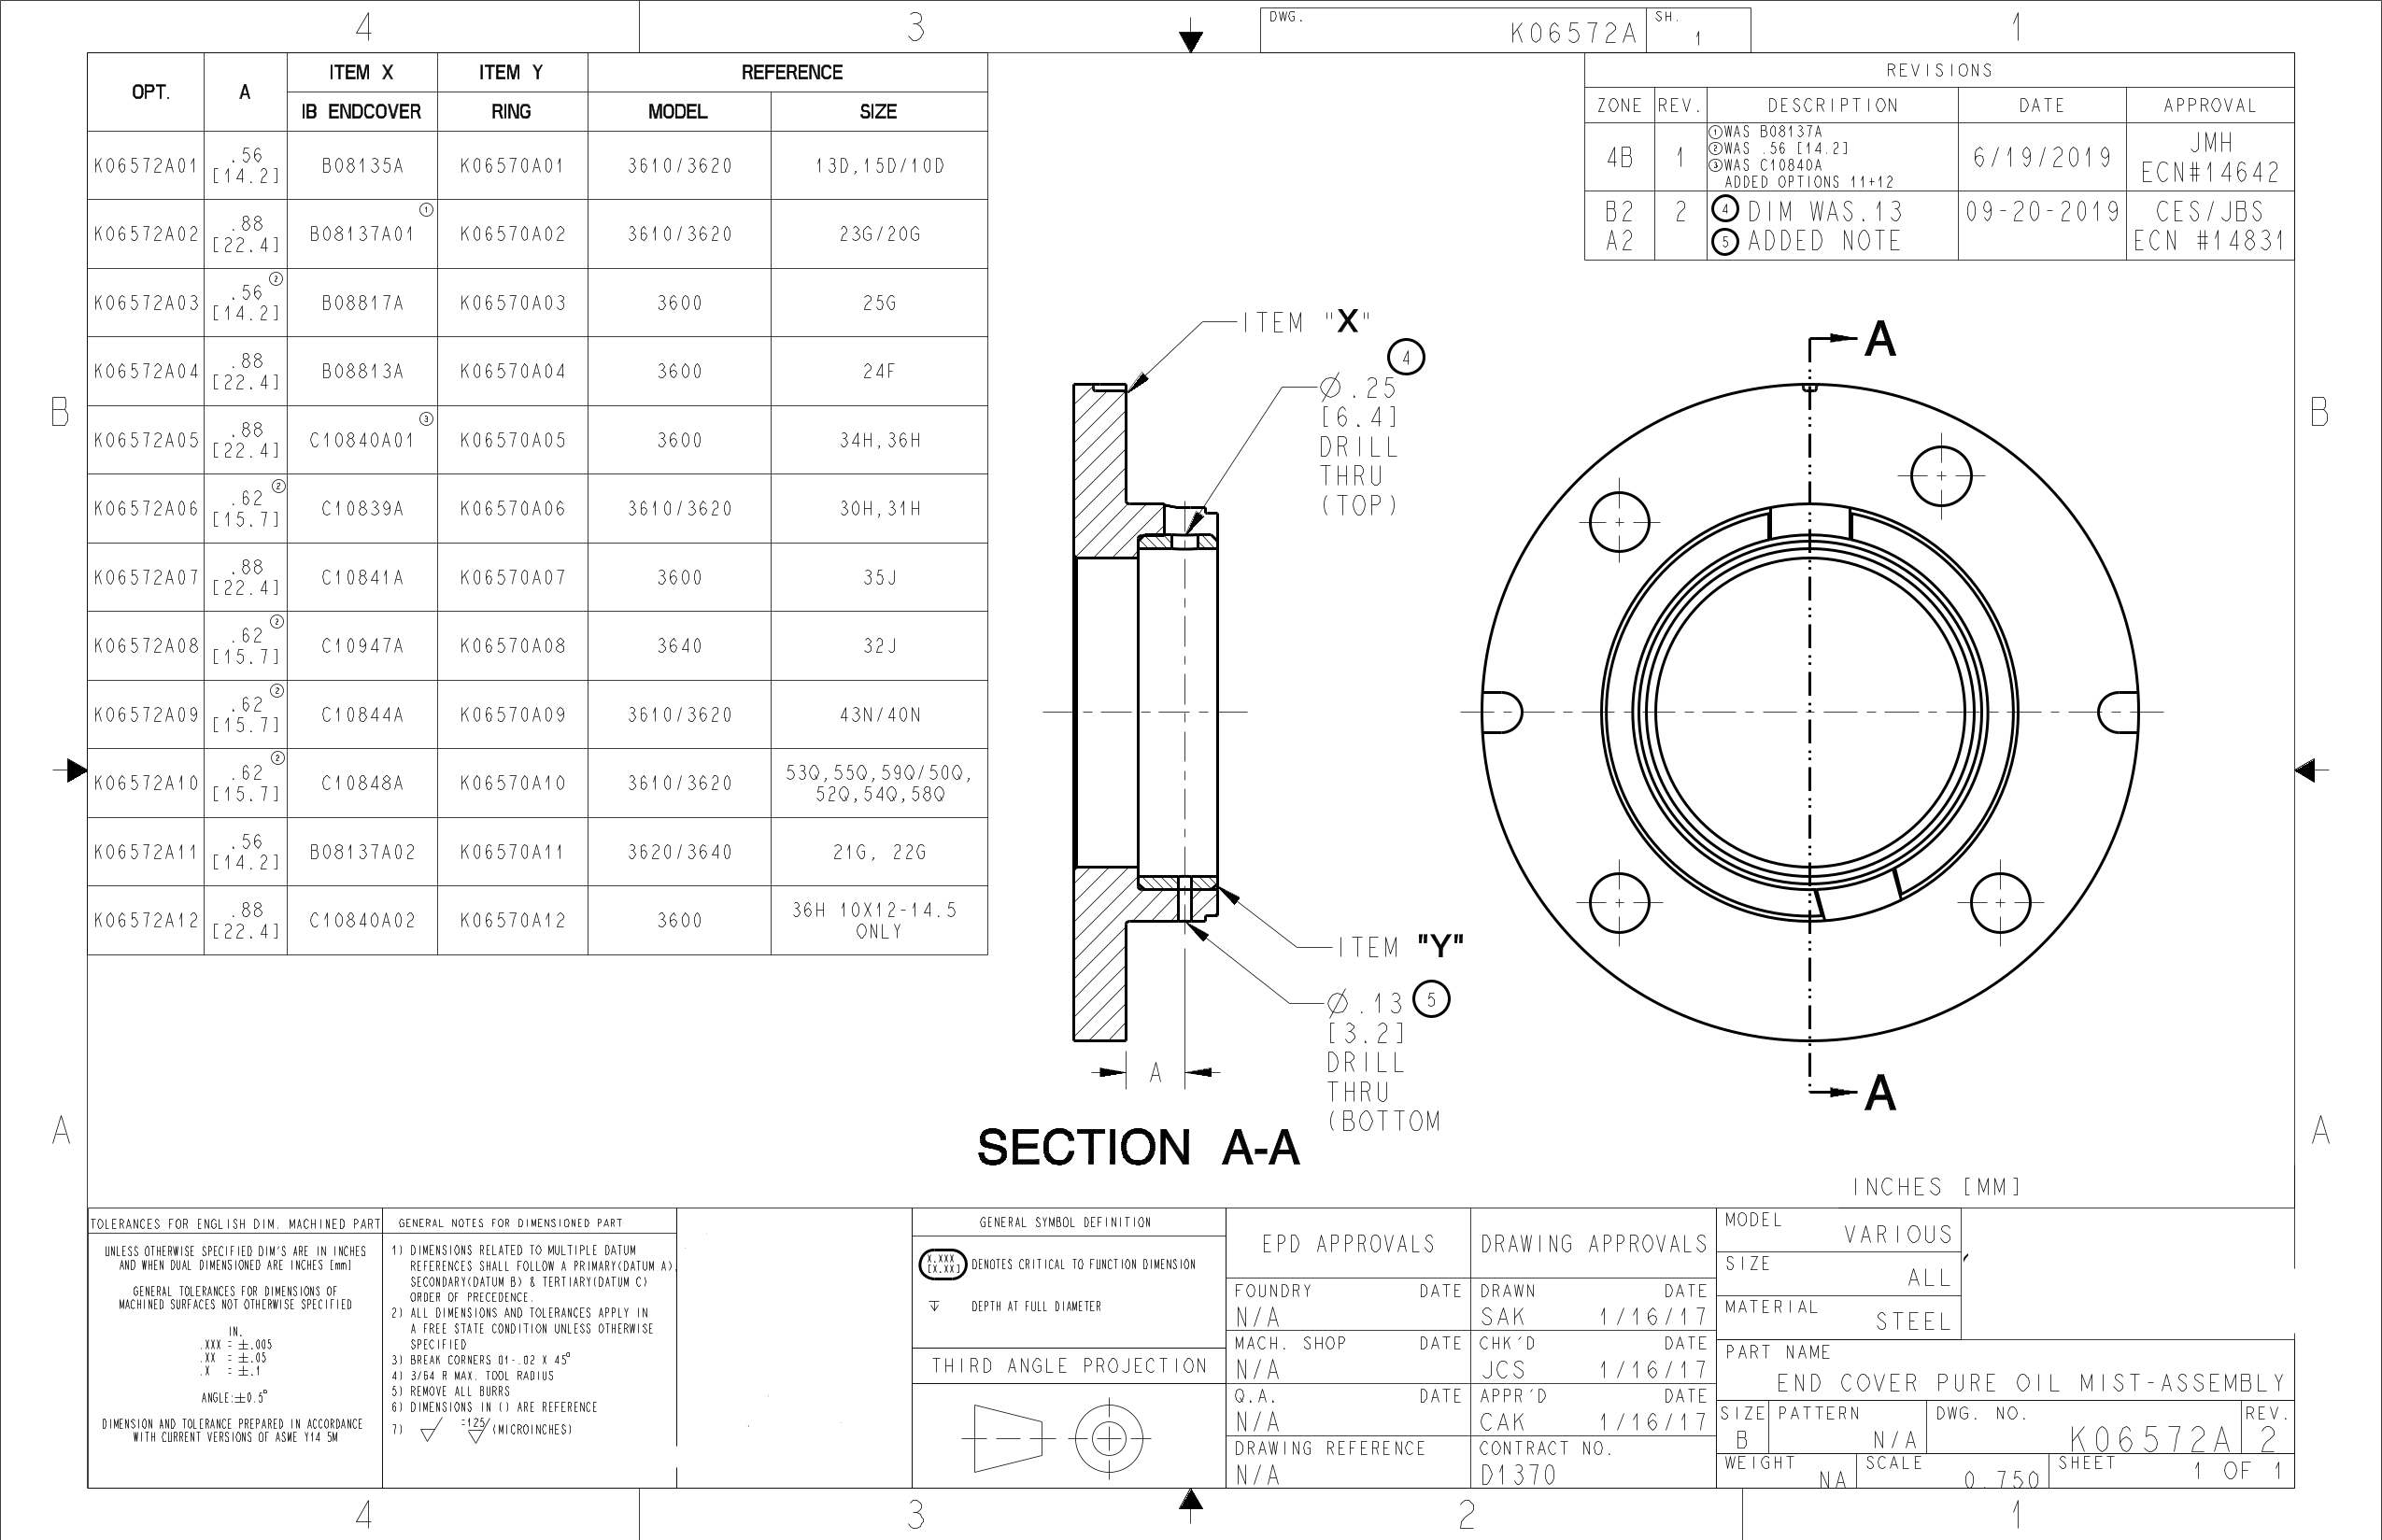 4
3
DWG.
K06572A
SH.
1
1
OPT.
A
ITEM X
ITEM Y
REFERENCE
IB ENDCOVER
RING
MODEL
SIZE
K06572A01 .56 [14.2] B08135A K06570A01 3610/3620 13D,15D/10D
K06572A02 .88 [22.4] B08137A01 ① K06570A02 3610/3620 23G/20G
K06572A03 .56 ② [14.2] B08817A K06570A03 3600 25G
K06572A04 .88 [22.4] B08813A K06570A04 3600 24F
K06572A05 .88 [22.4] C10840A01 ③ K06570A05 3600 34H,36H
K06572A06 .62 ② [15.7] C10839A K06570A06 3610/3620 30H,31H
K06572A07 .88 [22.4] C10841A K06570A07 3600 35J
K06572A08 .62 ② [15.7] C10947A K06570A08 3640 32J
K06572A09 .62 ② [15.7] C10844A K06570A09 3610/3620 43N/40N
K06572A10 .62 ② [15.7] C10848A K06570A10 3610/3620 53Q,55Q,59Q/50Q,
52Q,54Q,58Q
K06572A11 .56 [14.2] B08137A02 K06570A11 3620/3640 21G, 22G
K06572A12 .88 [22.4] C10840A02 K06570A12 3600 36H 10X12-14.5
ONLY
REVISIONS
ZONE REV. DESCRIPTION DATE APPROVAL
4B 1
①WAS B08137A
②WAS .56 [14.2]
③WAS C10840A
ADDED OPTIONS 11+12
6/19/2019
JMH
ECN#14642
B2
A2
2
④ DIM WAS.13
⑤ ADDED NOTE
09-20-2019
CES/JBS
ECN #14831
B
B
A
A
ITEM "X"
④
Ø.25
[6.4]
DRILL
THRU
(TOP)
A
A
ITEM "Y"
Ø.13 ⑤
[3.2]
DRILL
THRU
(BOTTOM
A
SECTION A-A
INCHES [MM]
TOLERANCES FOR ENGLISH DIM. MACHINED PART
UNLESS OTHERWISE SPECIFIED DIM'S ARE IN INCHES
AND WHEN DUAL DIMENSIONED ARE INCHES [mm]
GENERAL TOLERANCES FOR DIMENSIONS OF
MACHINED SURFACES NOT OTHERWISE SPECIFIED
IN.
.XXX = ±.005
.XX = ±.05
.X = ±.1
ANGLE:±0.5°
DIMENSION AND TOLERANCE PREPARED IN ACCORDANCE
WITH CURRENT VERSIONS OF ASME Y14 5M
GENERAL NOTES FOR DIMENSIONED PART
1) DIMENSIONS RELATED TO MULTIPLE DATUM
REFERENCES SHALL FOLLOW A PRIMARY(DATUM A),
SECONDARY(DATUM B) & TERTIARY(DATUM C)
ORDER OF PRECEDENCE.
2) ALL DIMENSIONS AND TOLERANCES APPLY IN
A FREE STATE CONDITION UNLESS OTHERWISE
SPECIFIED
3) BREAK CORNERS 01-.02 X 45°
4) 3/64 R MAX. TOOL RADIUS
5) REMOVE ALL BURRS
6) DIMENSIONS IN () ARE REFERENCE
7) =125/ (MICROINCHES)
GENERAL SYMBOL DEFINITION
X.XXX
[X.XX]
DENOTES CRITICAL TO FUNCTION DIMENSION
DEPTH AT FULL DIAMETER
THIRD ANGLE PROJECTION
EPD APPROVALS
FOUNDRY DATE
N/A
MACH. SHOP DATE
N/A
Q.A. DATE
N/A
DRAWING REFERENCE
N/A
DRAWING APPROVALS
DRAWN DATE
SAK 1/16/17
CHK'D DATE
JCS 1/16/17
APPR'D DATE
CAK 1/16/17
CONTRACT NO.
D1370
MODEL
VARIOUS
SIZE
ALL
MATERIAL
STEEL
PART NAME
END COVER PURE OIL MIST-ASSEMBLY
SIZE
B
PATTERN
N/A
DWG. NO.
K06572A
REV.
2
WEIGHT
NA
SCALE
0.750
SHEET
1 OF 1
4
3
2
1